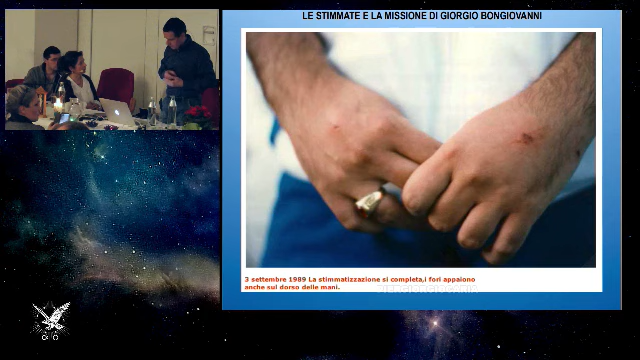 LE STIMMATE E LA MISSIONE DI GIORGIO BONGIOVANNI
3 settembre 1989 La stimmatizzazione si completa,i fori appaiono
anche sul dorso delle mani.